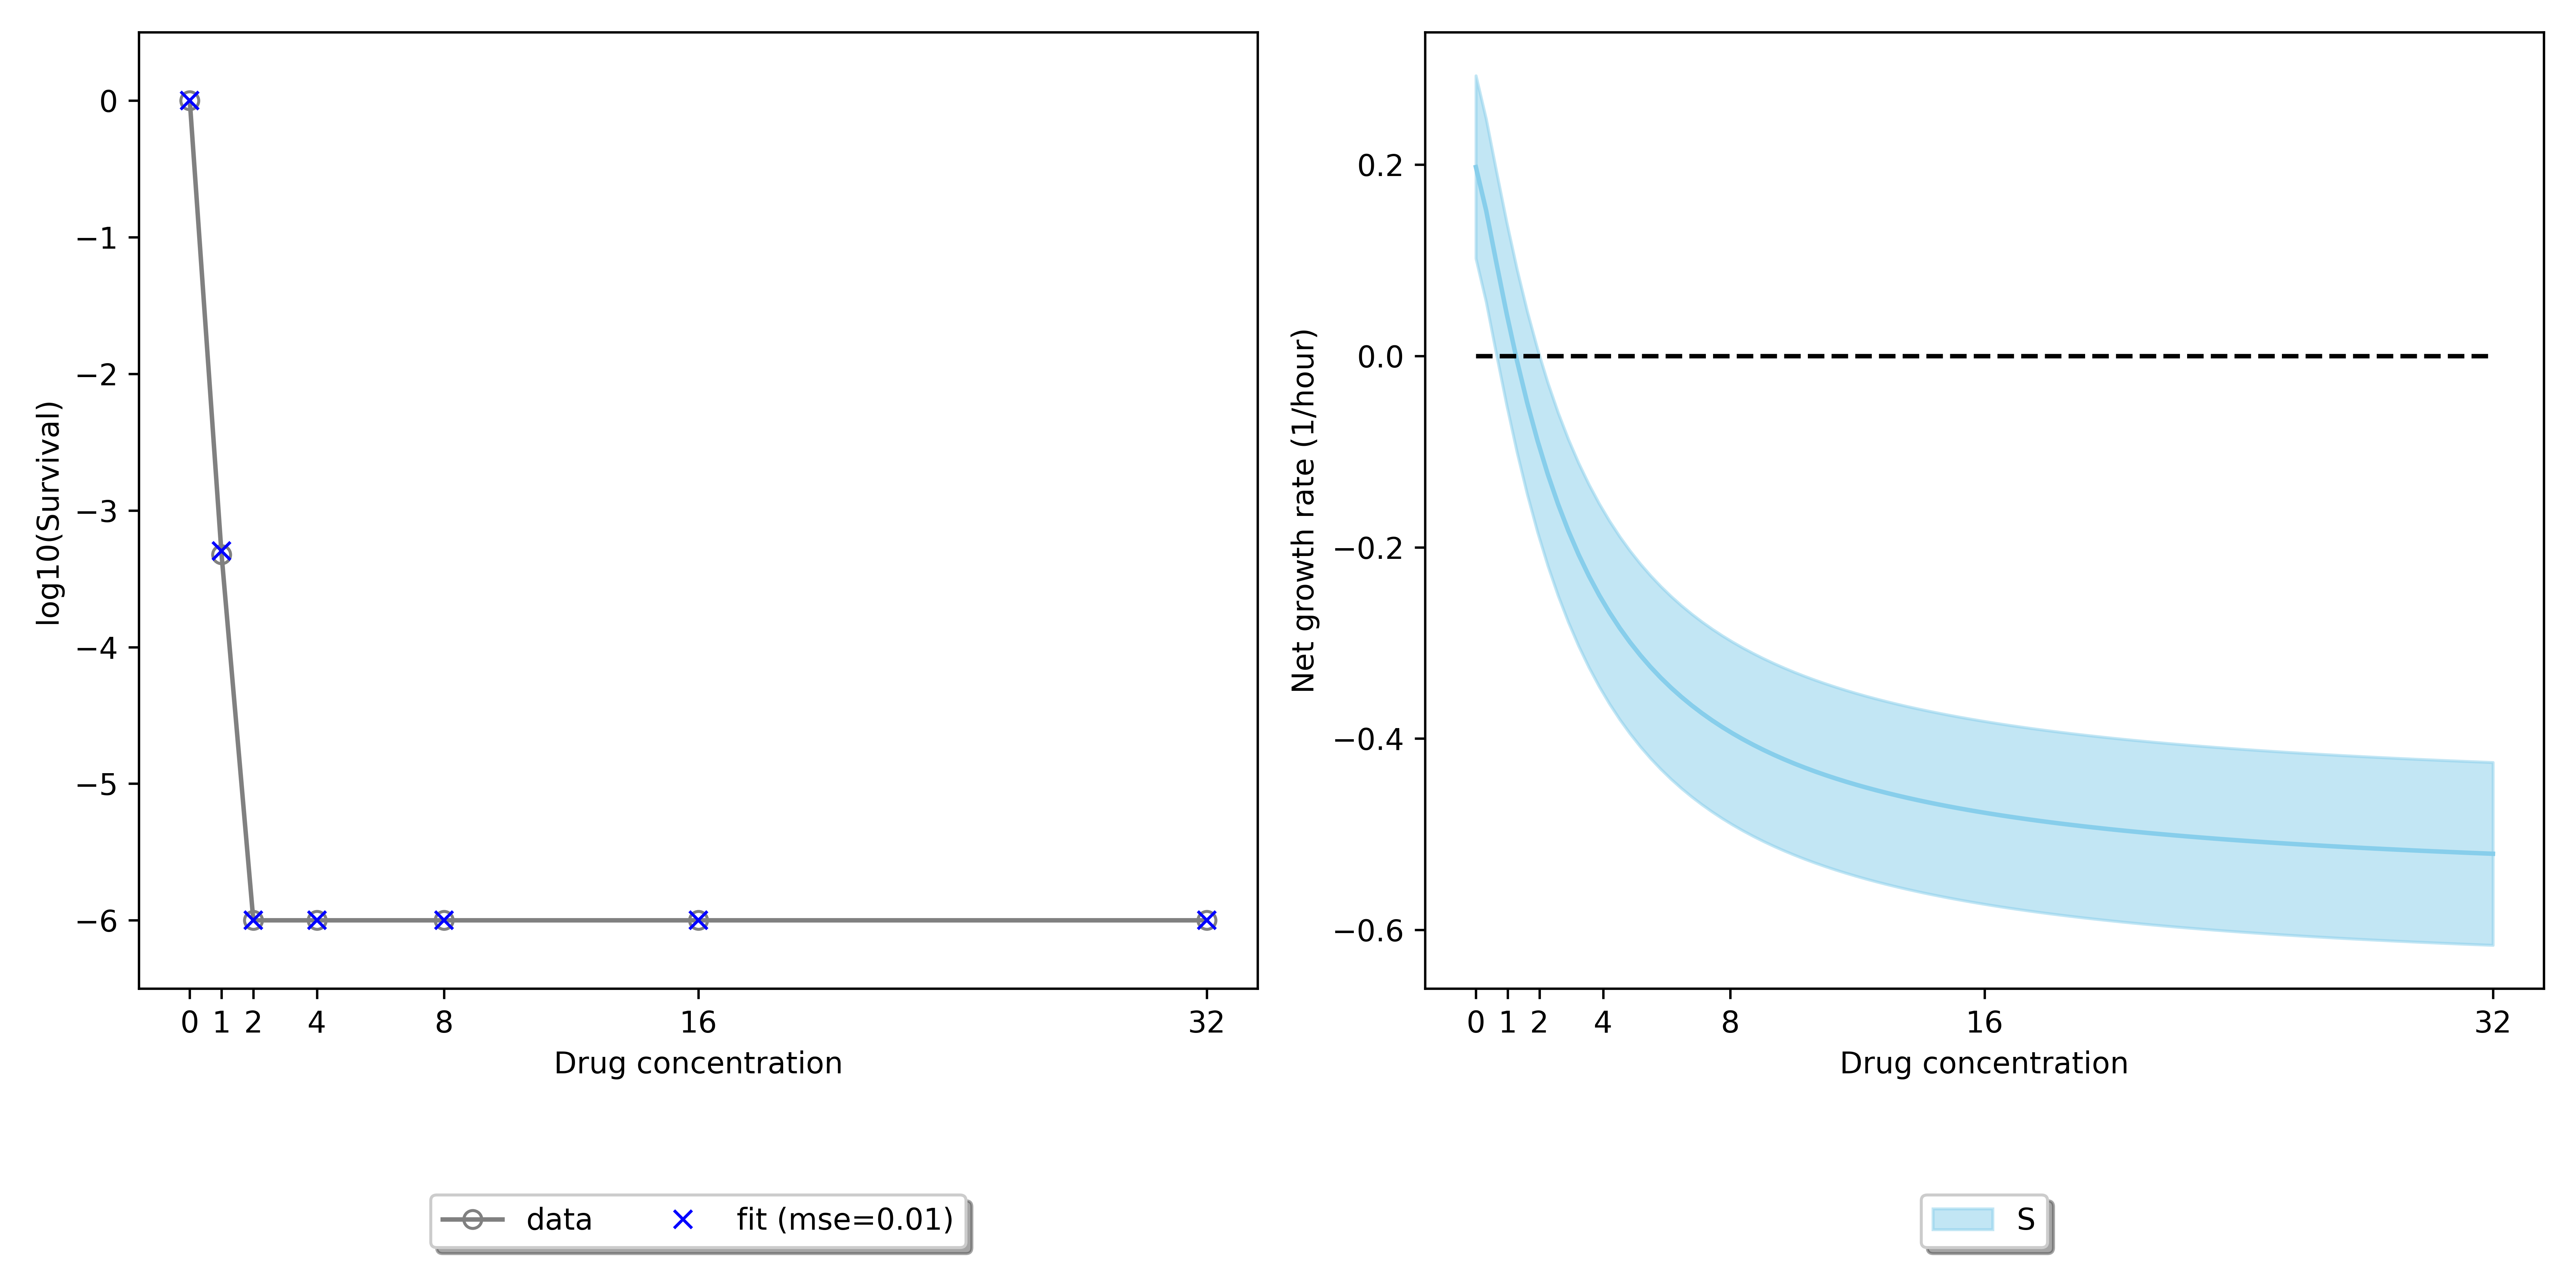 log10(Survival)
0
−1
−2
−3
−4
−5
−6
0 1 2 4 8 16 32
Drug concentration
data fit (mse=0.01)
Net growth rate (1/hour)
0.2
0.0
−0.2
−0.4
−0.6
0 1 2 4 8 16 32
Drug concentration
S